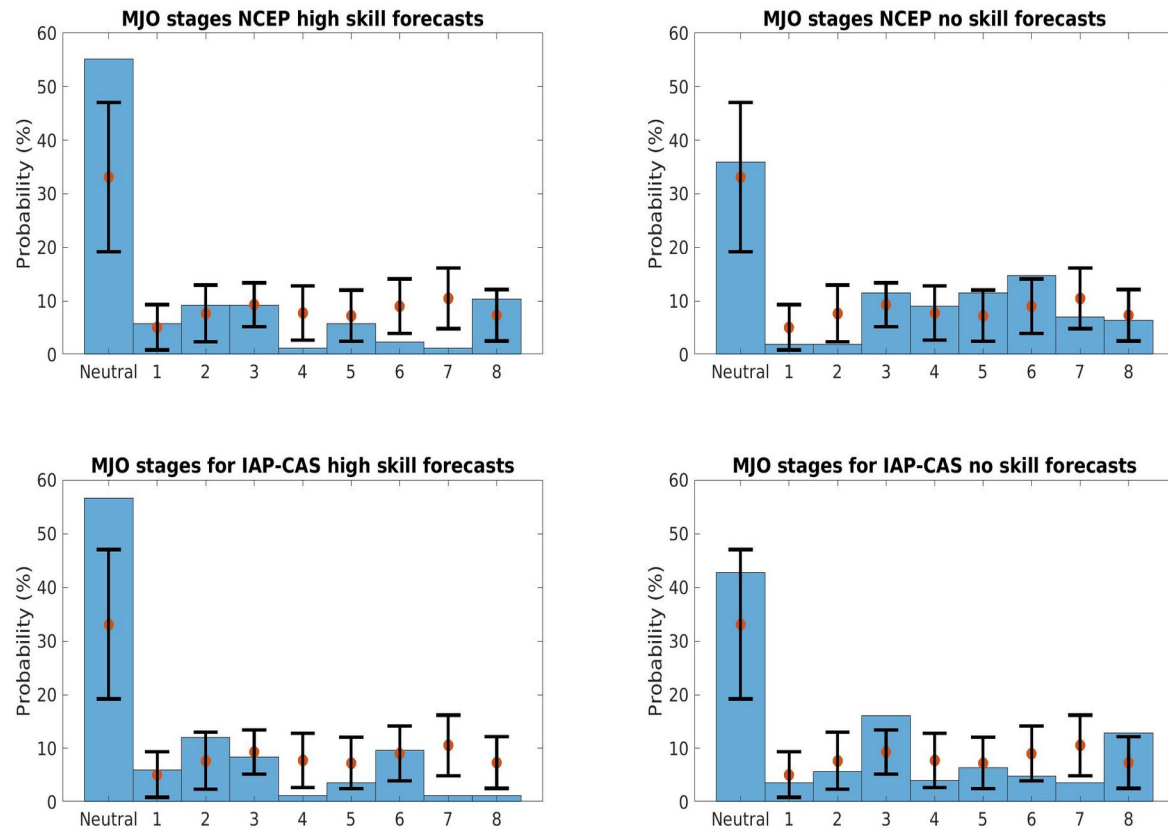 MJO stages NCEP high skill forecasts
60
50
40
30
20
10
0
Probability (%)
Neutral 1 2 3 4 5 6 7 8
MJO stages NCEP no skill forecasts
60
50
40
30
20
10
0
Probability (%)
Neutral 1 2 3 4 5 6 7 8
MJO stages for IAP-CAS high skill forecasts
60
50
40
30
20
10
0
Probability (%)
Neutral 1 2 3 4 5 6 7 8
MJO stages for IAP-CAS no skill forecasts
60
50
40
30
20
10
0
Probability (%)
Neutral 1 2 3 4 5 6 7 8